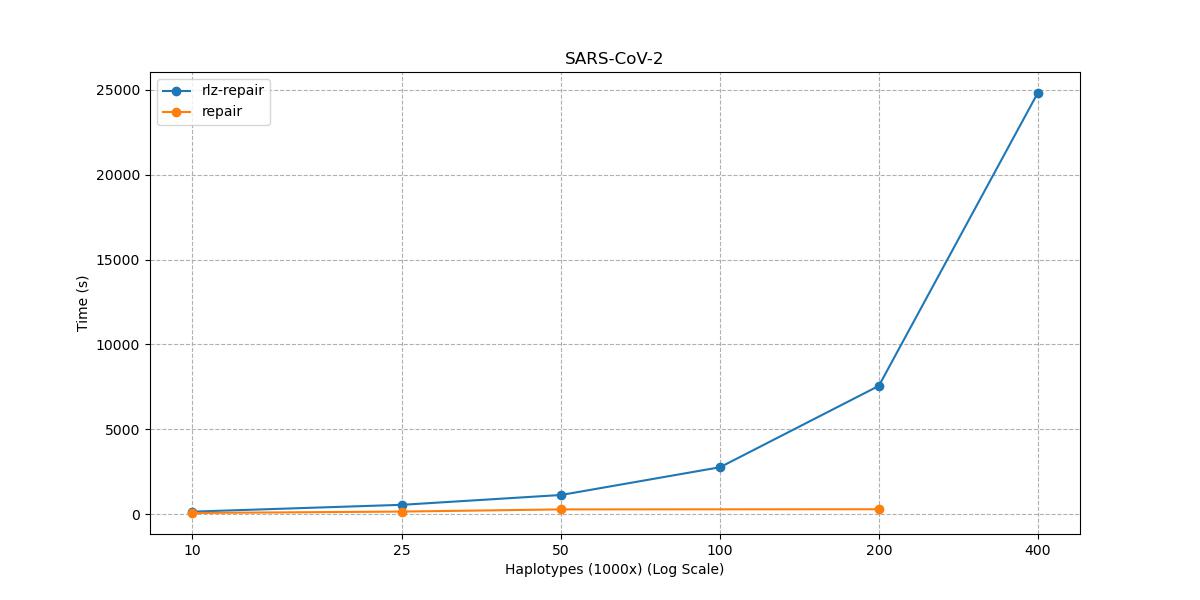 SARS-CoV-2
rlz-repair
repair
25000
20000
15000
10000
5000
0
Time (s)
10 25 50 100 200 400
Haplotypes (1000x) (Log Scale)